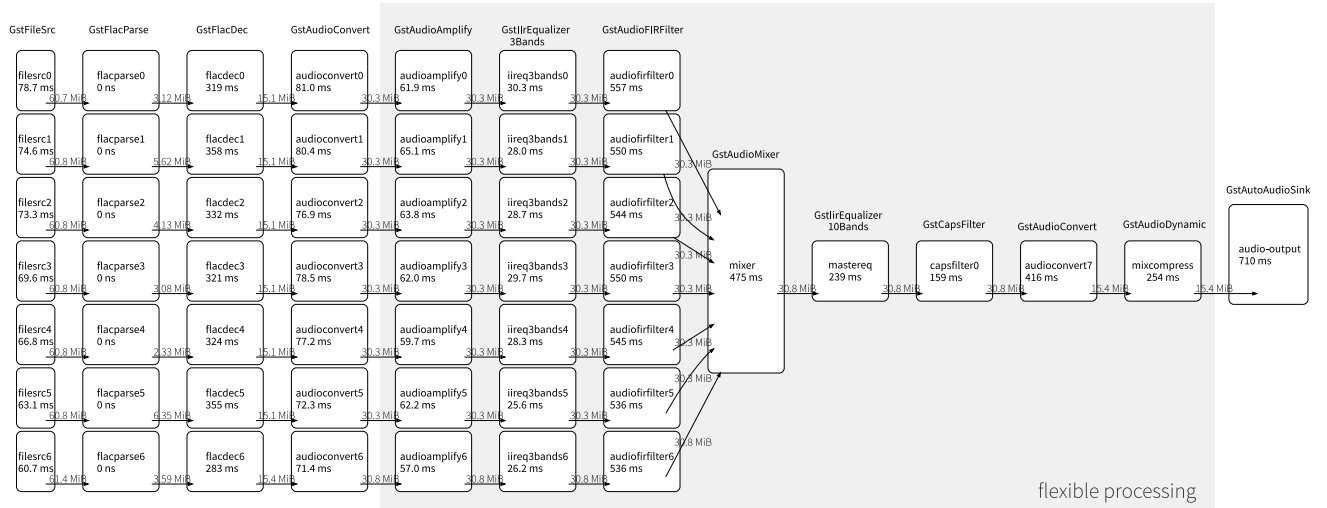 GstFileSrc GstFlacParse GstFlacDec GstAudioConvert GstAudioAmplify GstIIrEqualizer GstAudioFIRFilter
3Bands
filesrc0 flacparse0 flacdec0 audioconvert0 audioamplify0 iireq3bands0 audiofirfilter0
78.7 ms 0 ns 319 ms 81.0 ms 61.9 ms 30.3 ms 557 ms
60.7 MiB 3.12 MiB 15.1 MiB 30.3 MiB 30.3 MiB 30.3 MiB
filesrc1 flacparse1 flacdec1 audioconvert1 audioamplify1 iireq3bands1 audiofirfilter1
74.6 ms 0 ns 358 ms 80.4 ms 65.1 ms 28.0 ms 550 ms
60.8 MiB 5.62 MiB 15.1 MiB 30.3 MiB 30.3 MiB 30.3 MiB 30.3 MiB
filesrc2 flacparse2 flacdec2 audioconvert2 audioamplify2 iireq3bands2 audiofirfilter2
73.3 ms 0 ns 332 ms 76.9 ms 63.8 ms 28.7 ms 544 ms
60.8 MiB 4.13 MiB 15.1 MiB 30.3 MiB 30.3 MiB 30.3 MiB 30.3 MiB
30.3 MiB
filesrc3 flacparse3 flacdec3 audioconvert3 audioamplify3 iireq3bands3 audiofirfilter3
69.6 ms 0 ns 321 ms 78.5 ms 62.0 ms 29.7 ms 550 ms
60.8 MiB 3.08 MiB 15.1 MiB 30.3 MiB 30.3 MiB 30.3 MiB 30.3 MiB
filesrc4 flacparse4 flacdec4 audioconvert4 audioamplify4 iireq3bands4 audiofirfilter4
66.8 ms 0 ns 324 ms 77.2 ms 59.7 ms 28.3 ms 545 ms
60.8 MiB 2.33 MiB 15.1 MiB 30.3 MiB 30.3 MiB 30.3 MiB 30.3 MiB
30.3 MiB
filesrc5 flacparse5 flacdec5 audioconvert5 audioamplify5 iireq3bands5 audiofirfilter5
63.1 ms 0 ns 355 ms 72.3 ms 62.2 ms 25.6 ms 536 ms
60.8 MiB 6.35 MiB 15.1 MiB 30.3 MiB 30.3 MiB 30.3 MiB
30.8 MiB
filesrc6 flacparse6 flacdec6 audioconvert6 audioamplify6 iireq3bands6 audiofirfilter6
60.7 ms 0 ns 283 ms 71.4 ms 57.0 ms 26.2 ms 536 ms
61.4 MiB 3.59 MiB 15.4 MiB 30.8 MiB 30.8 MiB 30.8 MiB
GstAudioMixer
mixer
475 ms
30.8 MiB
GstIirEqualizer
10Bands
mastereq
239 ms
30.8 MiB
GstCapsFilter
capsfilter0
159 ms
30.8 MiB
GstAudioConvert
audioconvert7
416 ms
15.4 MiB
GstAudioDynamic
mixcompress
254 ms
15.4 MiB
GstAutoAudioSink
audio-output
710 ms
flexible processing